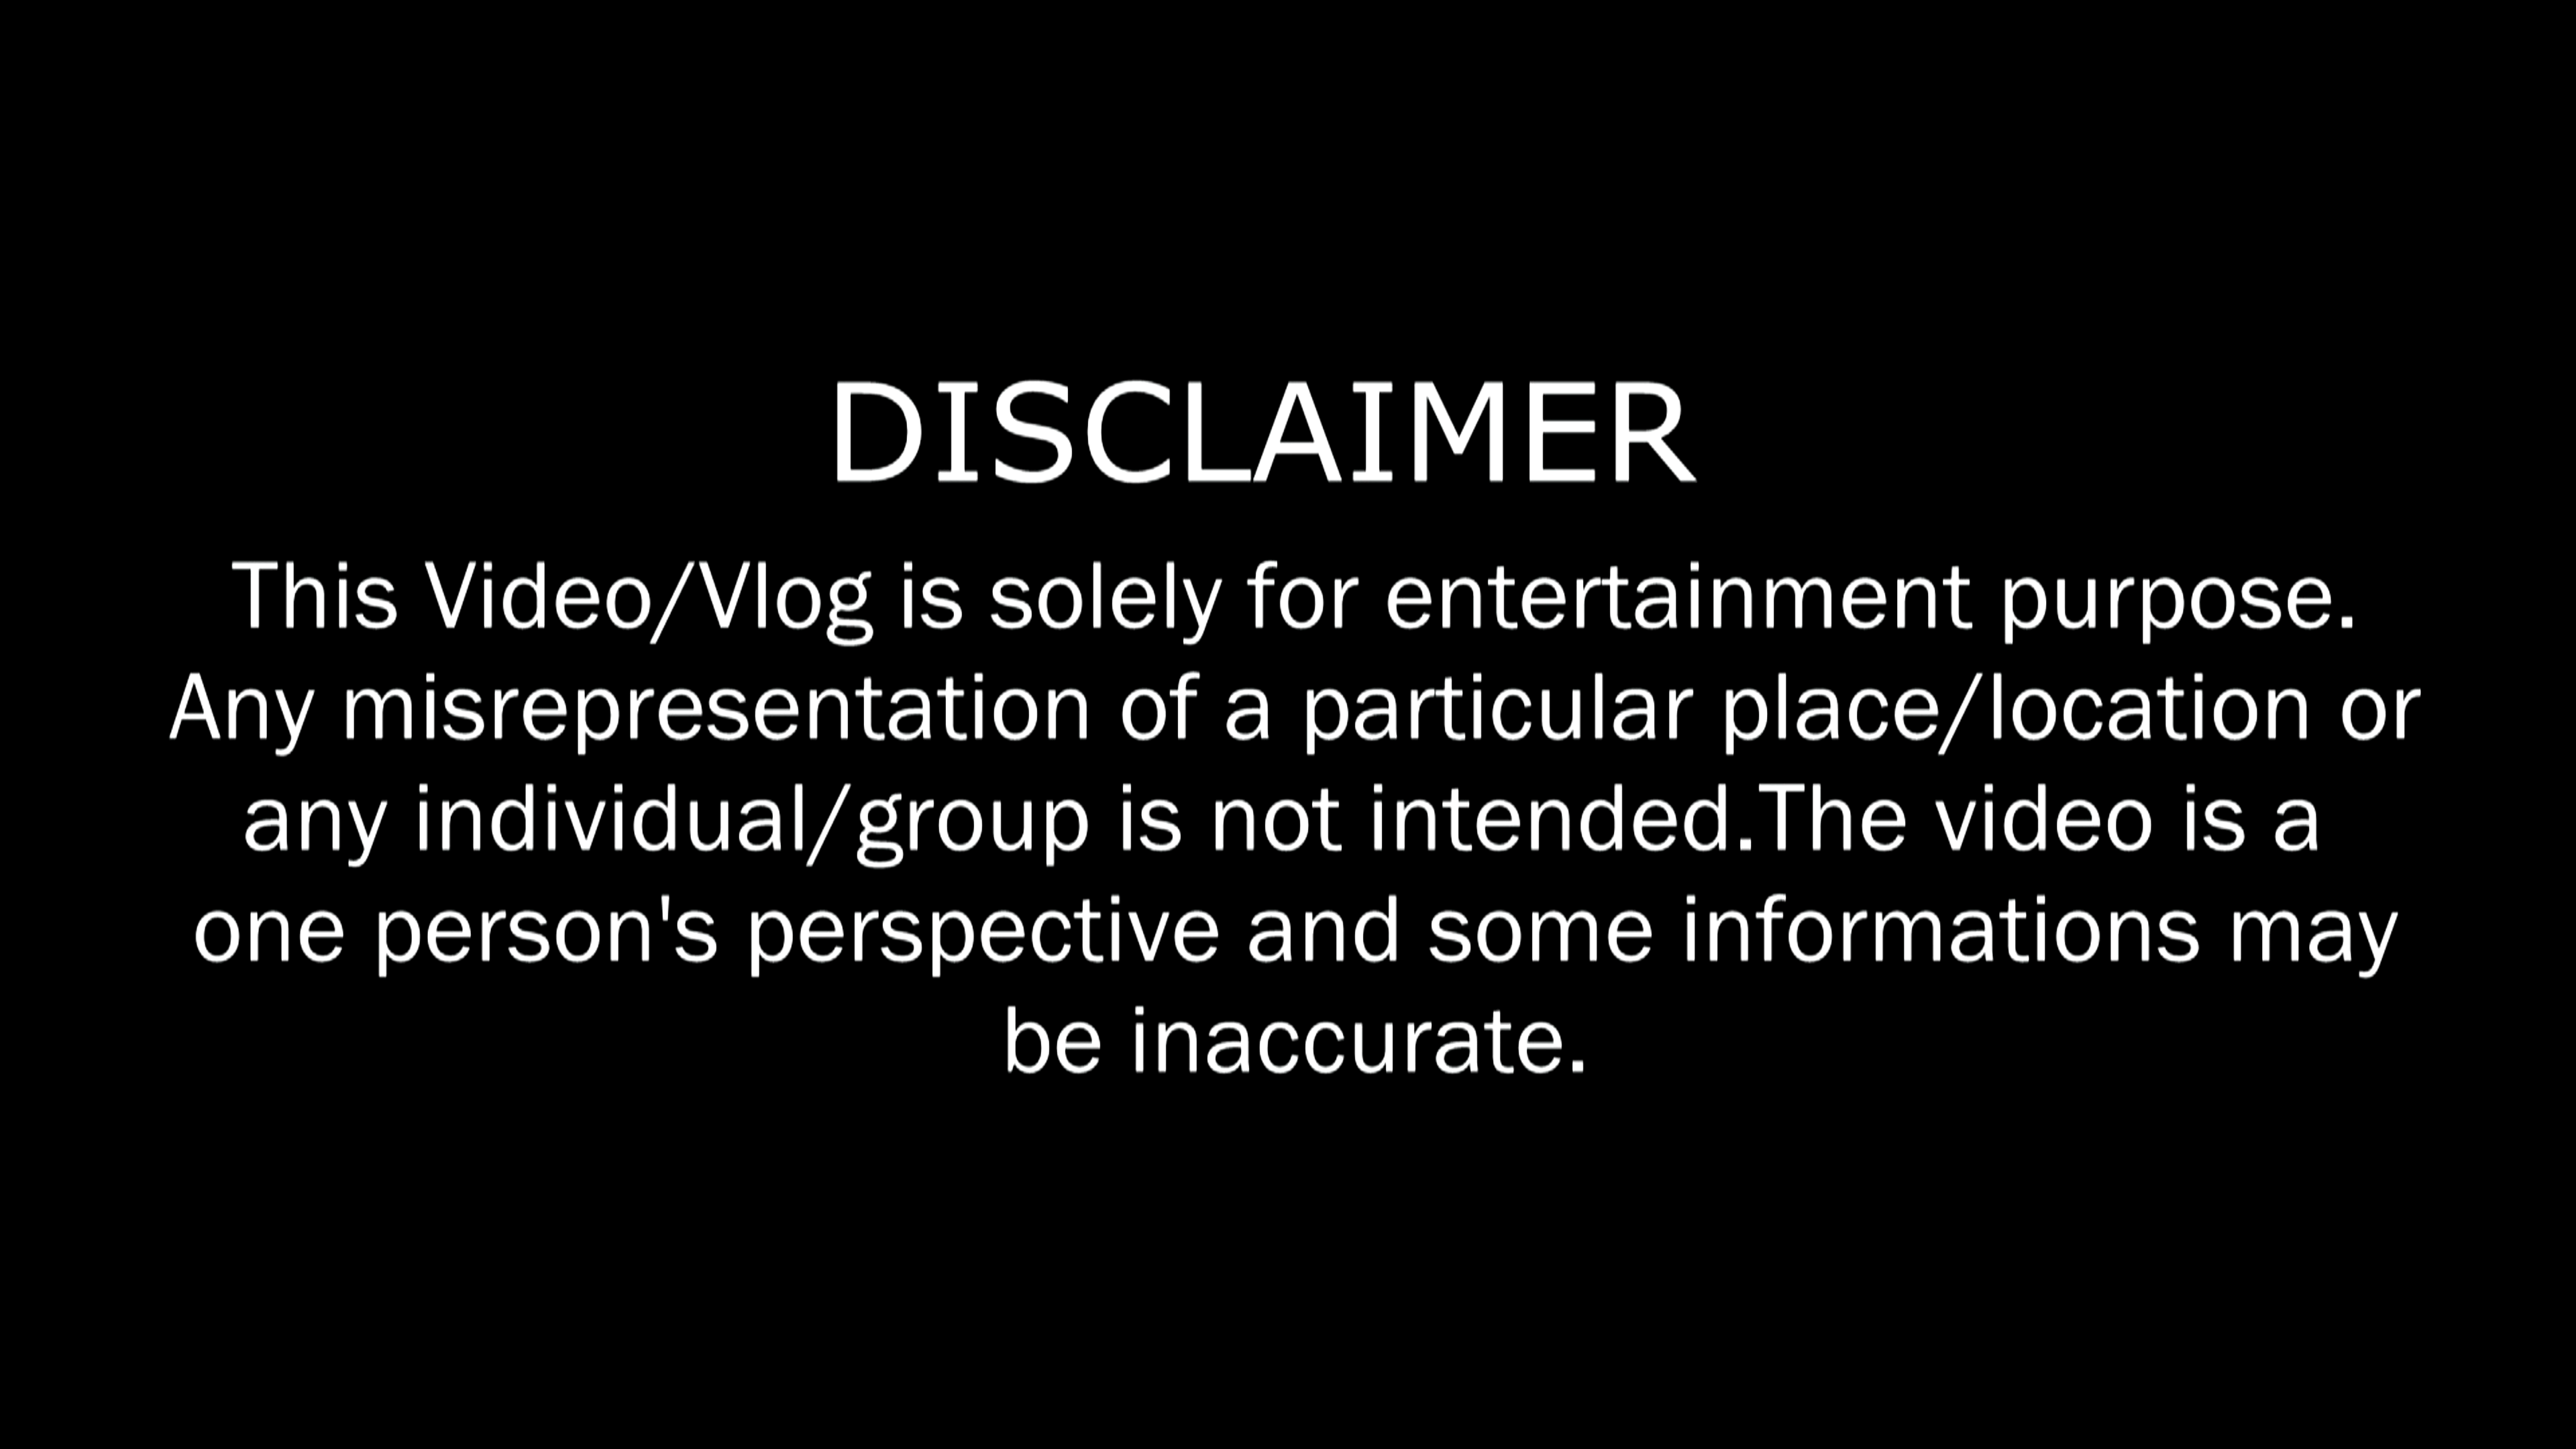 DISCLAIMER
This Video/Vlog is solely for entertainment purpose.
Any misrepresentation of a particular place/location or
any individual/group is not intended.The video is a
one person's perspective and some informations may
be inaccurate.